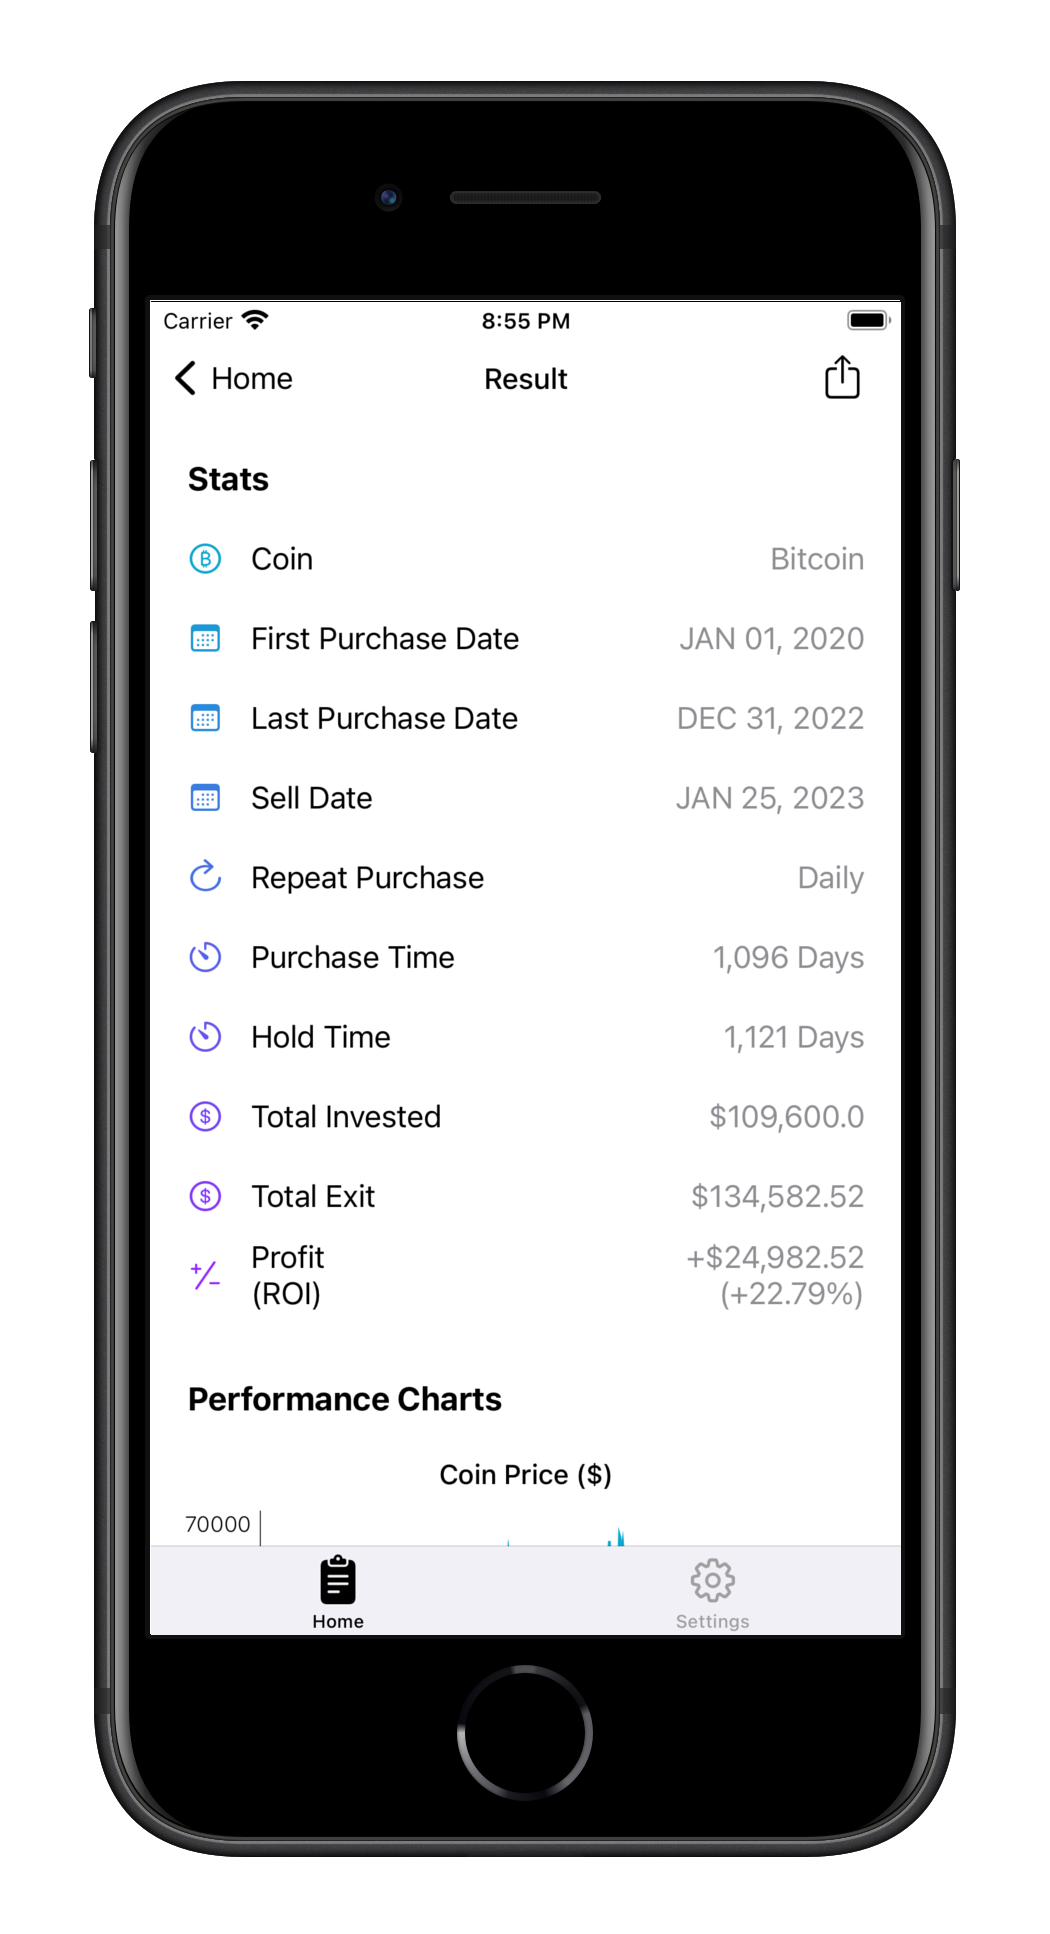 Carrier 8:55 PM
Home Result
Stats
Coin Bitcoin
First Purchase Date JAN 01, 2020
Last Purchase Date DEC 31, 2022
Sell Date JAN 25, 2023
Repeat Purchase Daily
Purchase Time 1,096 Days
Hold Time 1,121 Days
Total Invested $109,600.0
Total Exit $134,582.52
Profit +$24,982.52
(ROI) (+22.79%)
Performance Charts
Coin Price ($)
70000
Home Settings